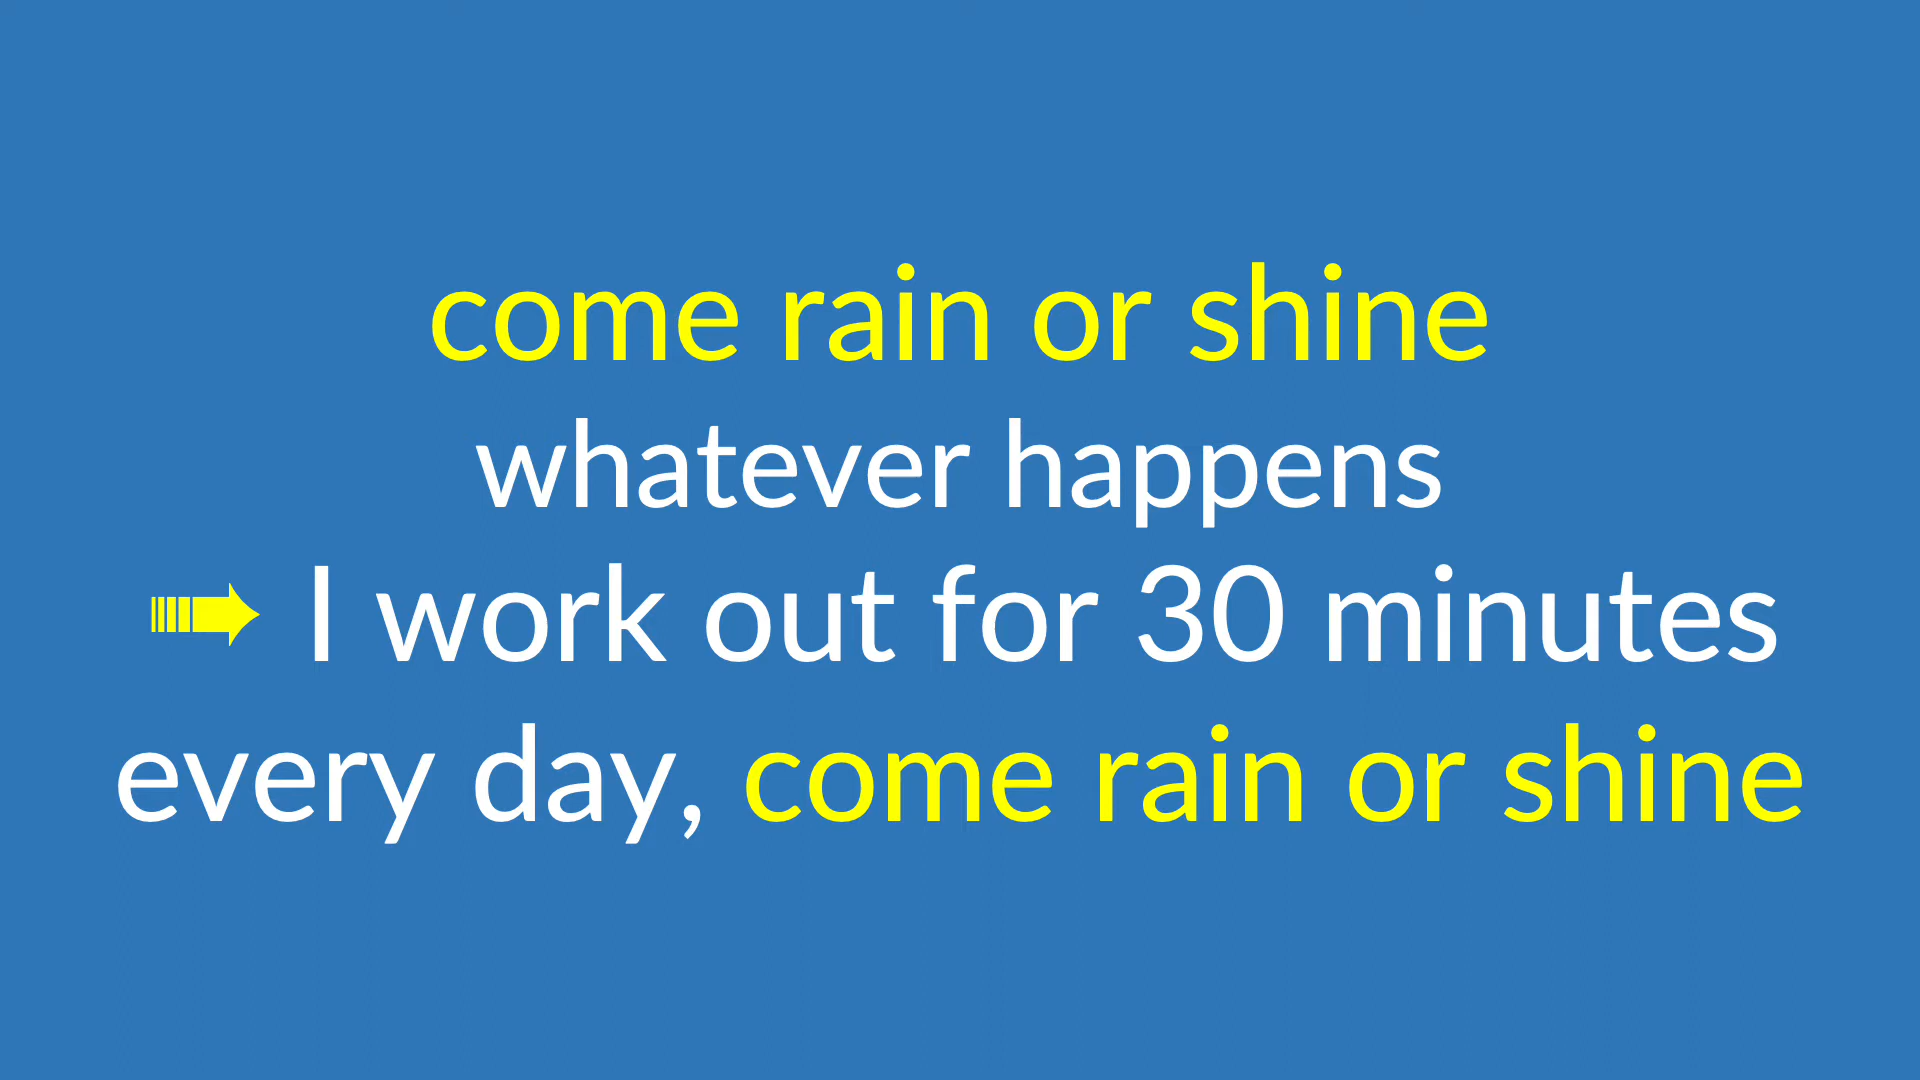 come rain or shine
whatever happens
➠ I work out for 30 minutes
every day, come rain or shine